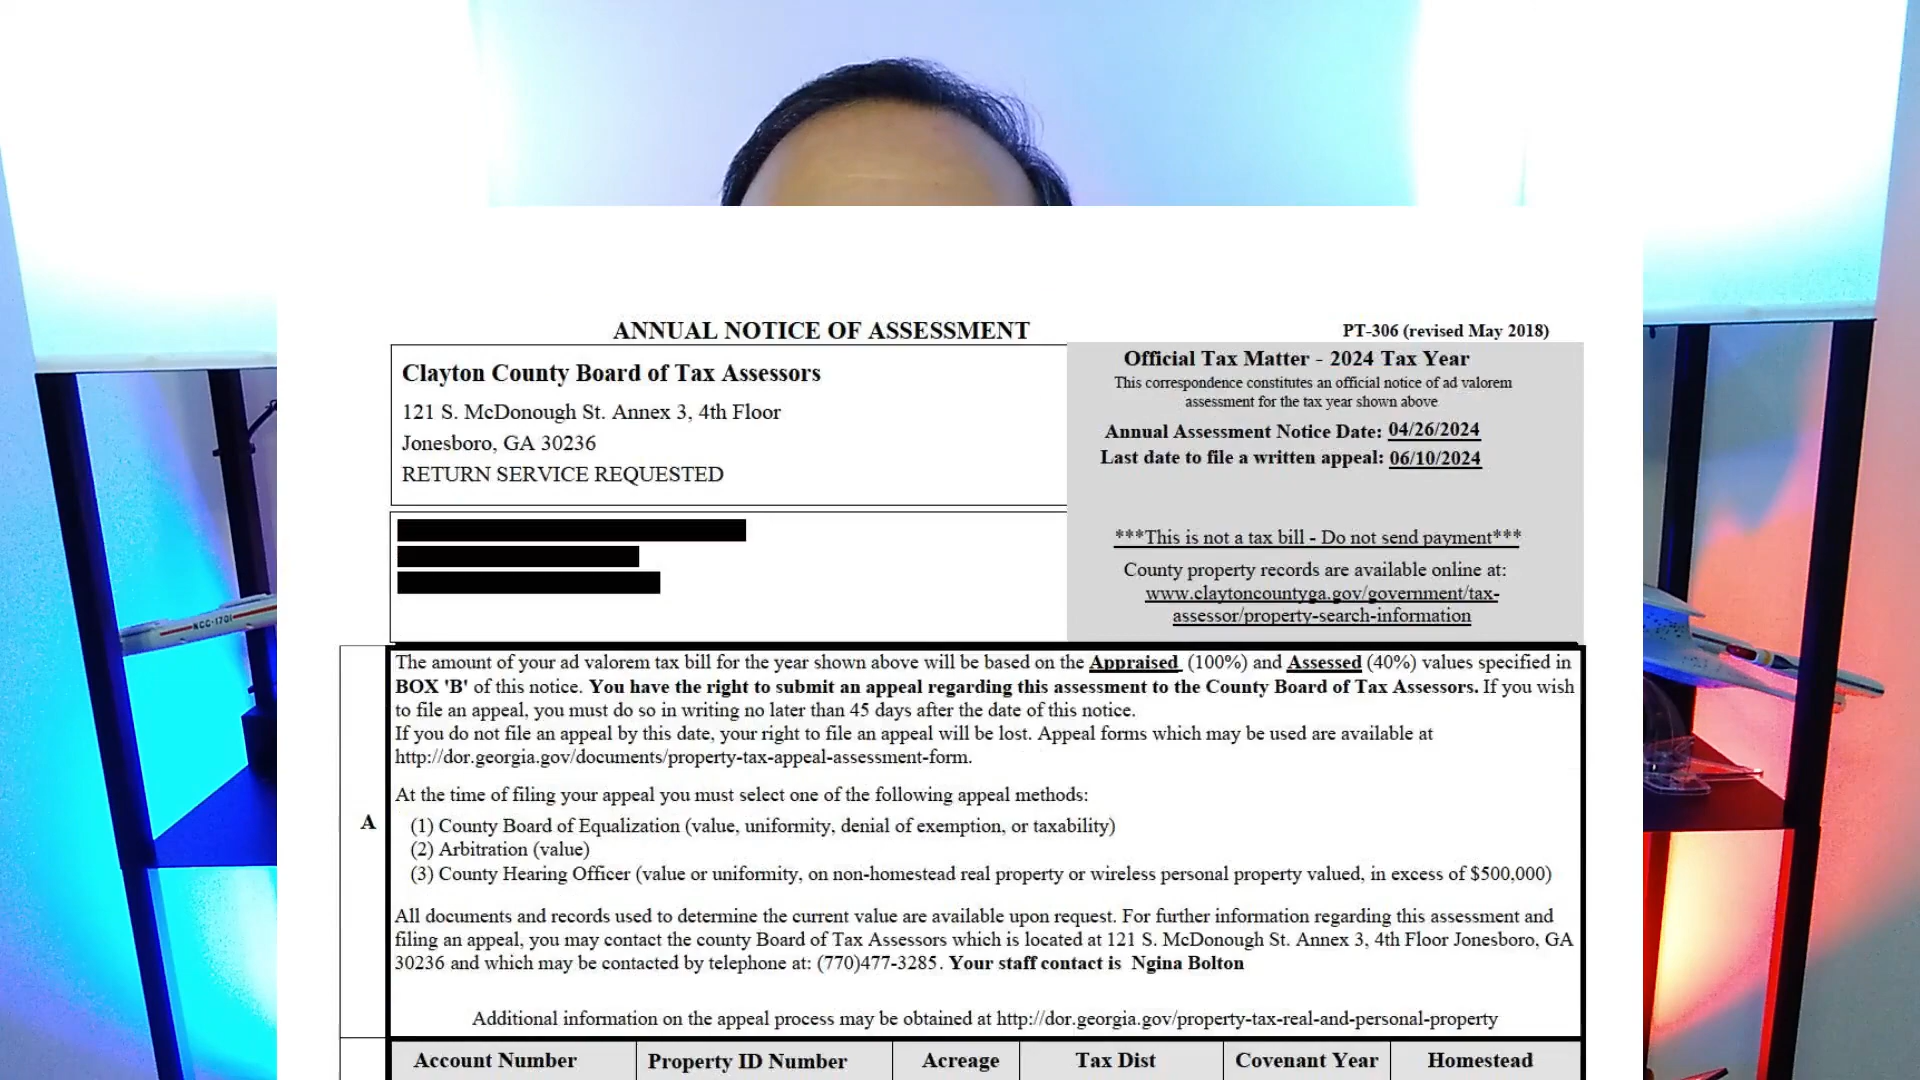 ANNUAL NOTICE OF ASSESSMENT
PT-306 (revised May 2018)
Clayton County Board of Tax Assessors
121 S. McDonough St. Annex 3, 4th Floor
Jonesboro, GA 30236
RETURN SERVICE REQUESTED
Official Tax Matter - 2024 Tax Year
This correspondence constitutes an official notice of ad valorem
assessment for the tax year shown above
Annual Assessment Notice Date: 04/26/2024
Last date to file a written appeal: 06/10/2024
***This is not a tax bill - Do not send payment***
County property records are available online at:
www.claytoncountyga.gov/government/tax-
assessor/property-search-information
NCC-1701
The amount of your ad valorem tax bill for the year shown above will be based on the Appraised (100%) and Assessed (40%) values specified in
BOX 'B' of this notice. You have the right to submit an appeal regarding this assessment to the County Board of Tax Assessors. If you wish
to file an appeal, you must do so in writing no later than 45 days after the date of this notice.
If you do not file an appeal by this date, your right to file an appeal will be lost. Appeal forms which may be used are available at
http://dor.georgia.gov/documents/property-tax-appeal-assessment-form.
At the time of filing your appeal you must select one of the following appeal methods:
A
(1) County Board of Equalization (value, uniformity, denial of exemption, or taxability)
(2) Arbitration (value)
(3) County Hearing Officer (value or uniformity, on non-homestead real property or wireless personal property valued, in excess of $500,000)
All documents and records used to determine the current value are available upon request. For further information regarding this assessment and
filing an appeal, you may contact the county Board of Tax Assessors which is located at 121 S. McDonough St. Annex 3, 4th Floor Jonesboro, GA
30236 and which may be contacted by telephone at: (770)477-3285. Your staff contact is Ngina Bolton
Additional information on the appeal process may be obtained at http://dor.georgia.gov/property-tax-real-and-personal-property
Account Number Property ID Number Acreage Tax Dist Covenant Year Homestead